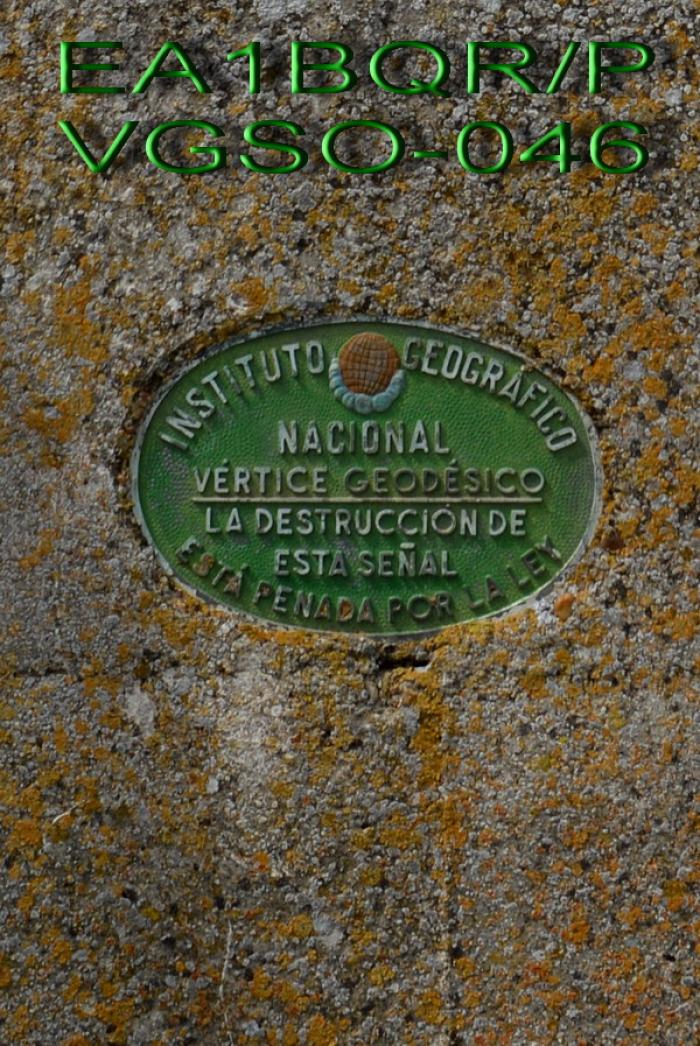 EA1BQR/P
VGSO-046
INSTITUTO GEOGRÁFICO
NACIONAL
VÉRTICE GEODÉSICO
LA DESTRUCCIÓN DE
ESTA SEÑAL
ESTÁ PENADA POR LA LEY